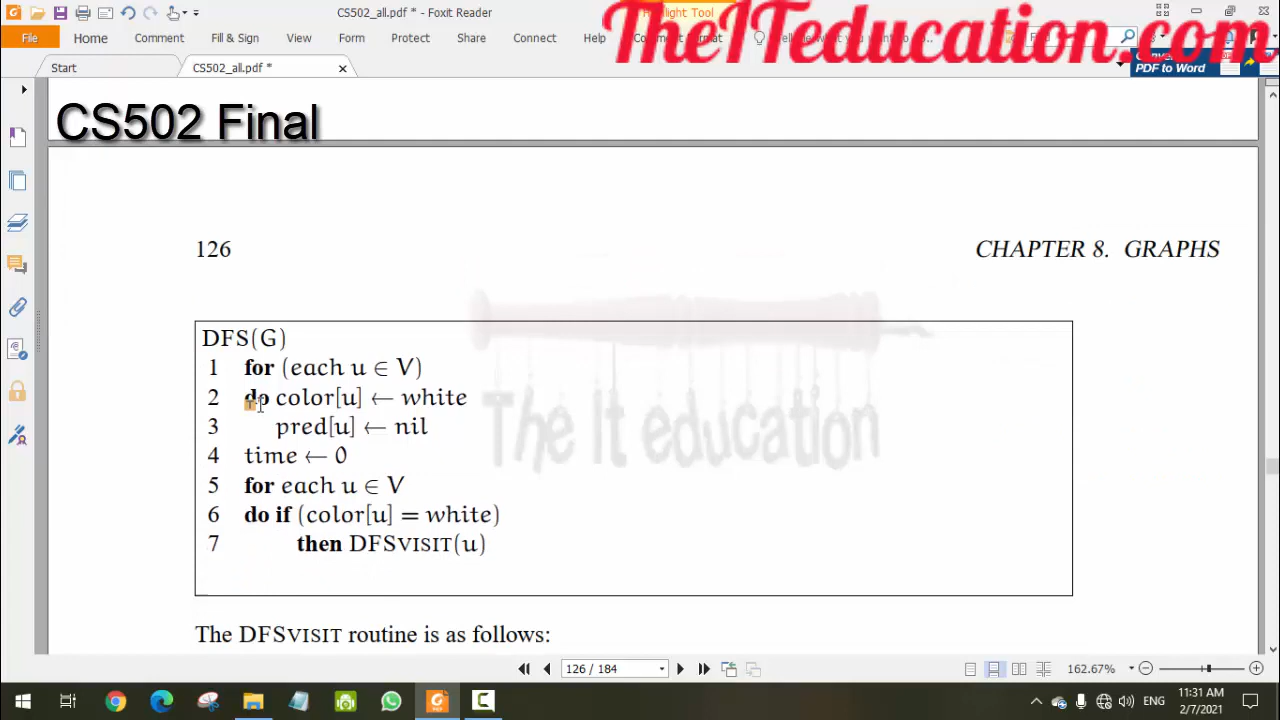 CS502_all.pdf * - Foxit Reader
TheITeducation.com
File Home Comment Fill & Sign View Form Protect Share Connect Help
Start CS502_all.pdf *
PDF to Word
CS502 Final
126 CHAPTER 8. GRAPHS
DFS(G)
1 for (each u ∈ V)
2 do color[u] ← white
3 pred[u] ← nil
4 time ← 0
5 for each u ∈ V
6 do if (color[u] = white)
7 then DFSVISIT(u)
The It education
The DFSVISIT routine is as follows:
126 / 184 162.67%
ENG 11:31 AM
2/7/2021